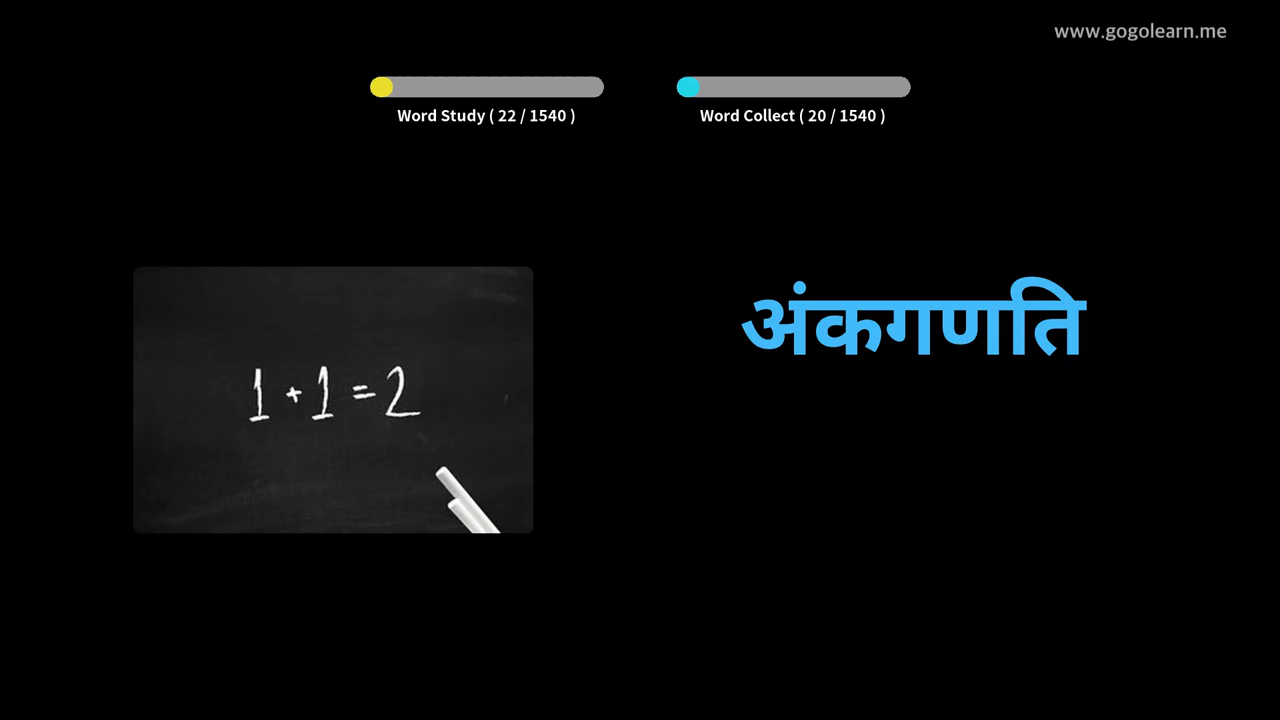 www.gogolearn.me
Word Study ( 22 / 1540 )
Word Collect ( 20 / 1540 )
अंकगणति
1 + 1 = 2